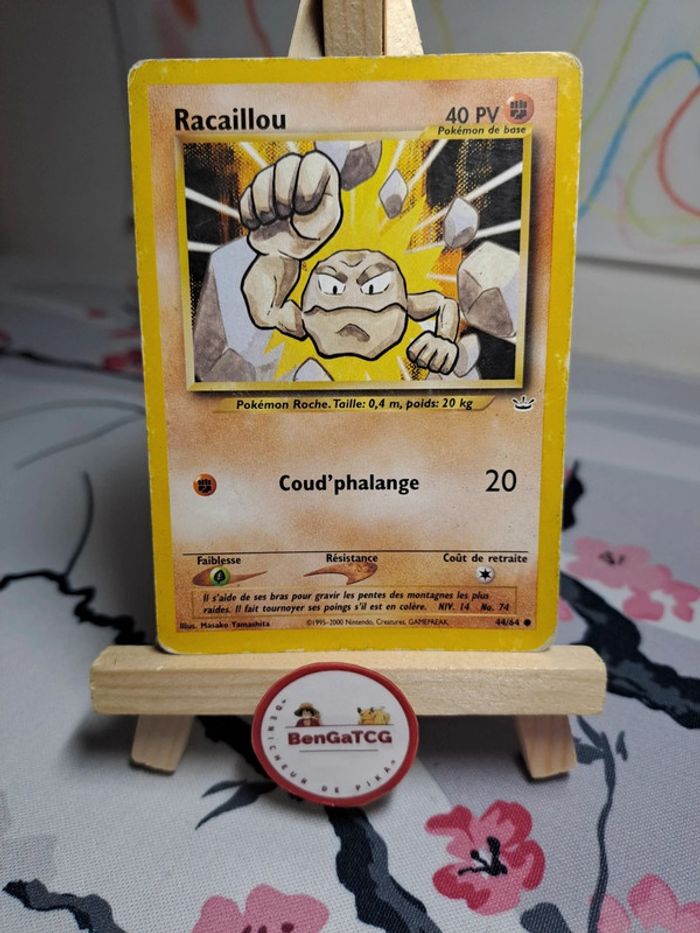 Racaillou
40 PV
Pokémon de base
Pokémon Roche. Taille: 0,4 m, poids: 20 kg
Coud'phalange 20
Faiblesse Résistance Coût de retraite
Il s'aide de ses bras pour gravir les pentes des montagnes les plus
raides. Il fait tournoyer ses poings s'il est en colère. NIV. 14 No. 74
Illus. Masako Yamashita ©1995-2000 Nintendo, Creatures, GAMEFREAK. 44/64
BenGaTCG
DENICHEUR DE PIKA